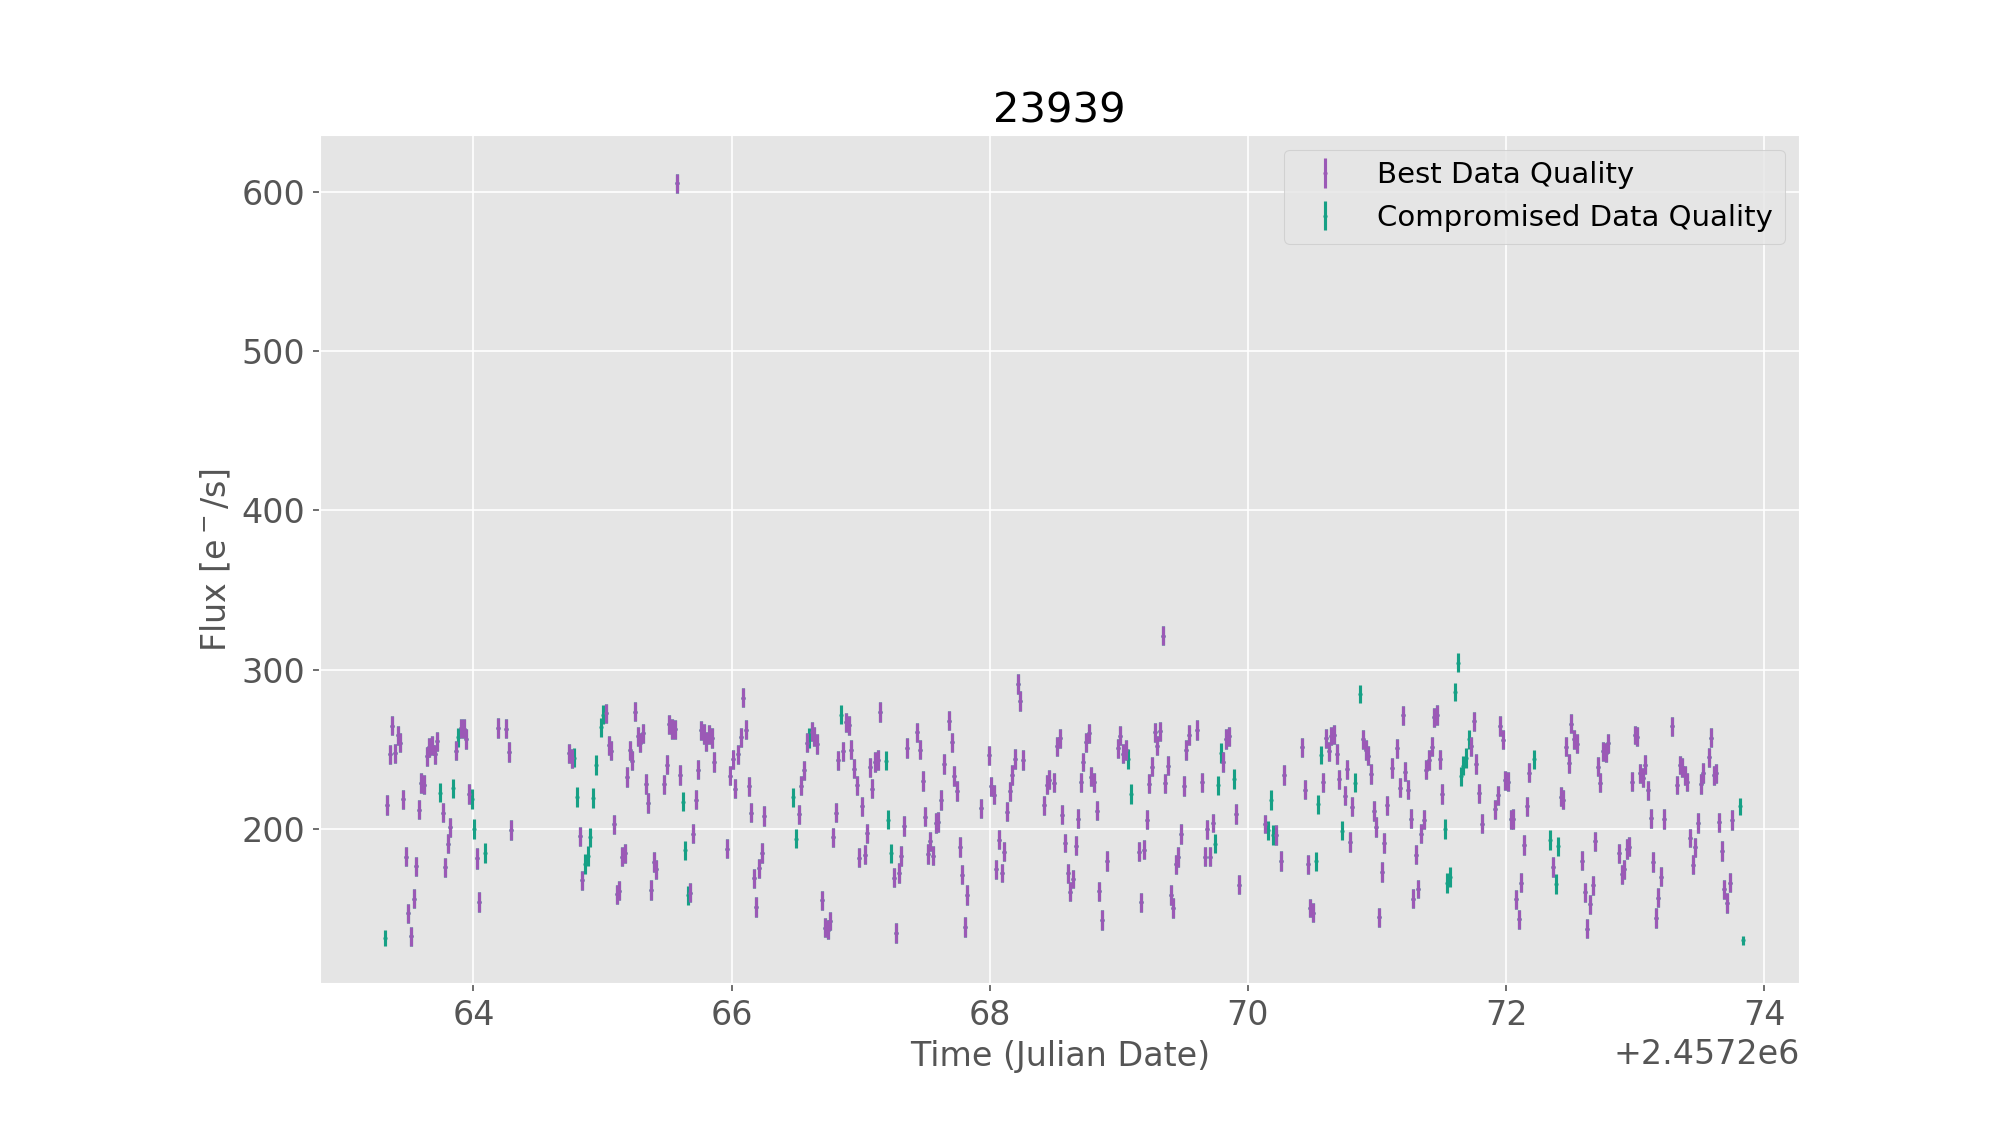 23939
Best Data Quality
Compromised Data Quality
600
500
400
300
200
Flux [e⁻/s]
64 66 68 70 72 74
Time (Julian Date)
+2.4572e6